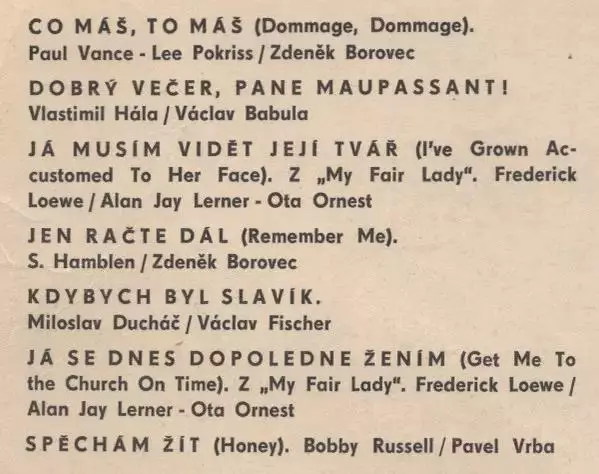 CO MÁŠ, TO MÁŠ (Dommage, Dommage).
Paul Vance - Lee Pokriss / Zdeněk Borovec
DOBRÝ VEČER, PANE MAUPASSANT!
Vlastimil Hála / Václav Babula
JÁ MUSÍM VIDĚT JEJÍ TVÁŘ (I've Grown Ac-
customed To Her Face). Z „My Fair Lady“. Frederick
Loewe / Alan Jay Lerner - Ota Ornest
JEN RAČTE DÁL (Remember Me).
S. Hamblen / Zdeněk Borovec
KDYBYCH BYL SLAVÍK.
Miloslav Ducháč / Václav Fischer
JÁ SE DNES DOPOLEDNE ŽENÍM (Get Me To
the Church On Time). Z „My Fair Lady“. Frederick Loewe /
Alan Jay Lerner - Ota Ornest
SPĚCHÁM ŽÍT (Honey). Bobby Russell / Pavel Vrba